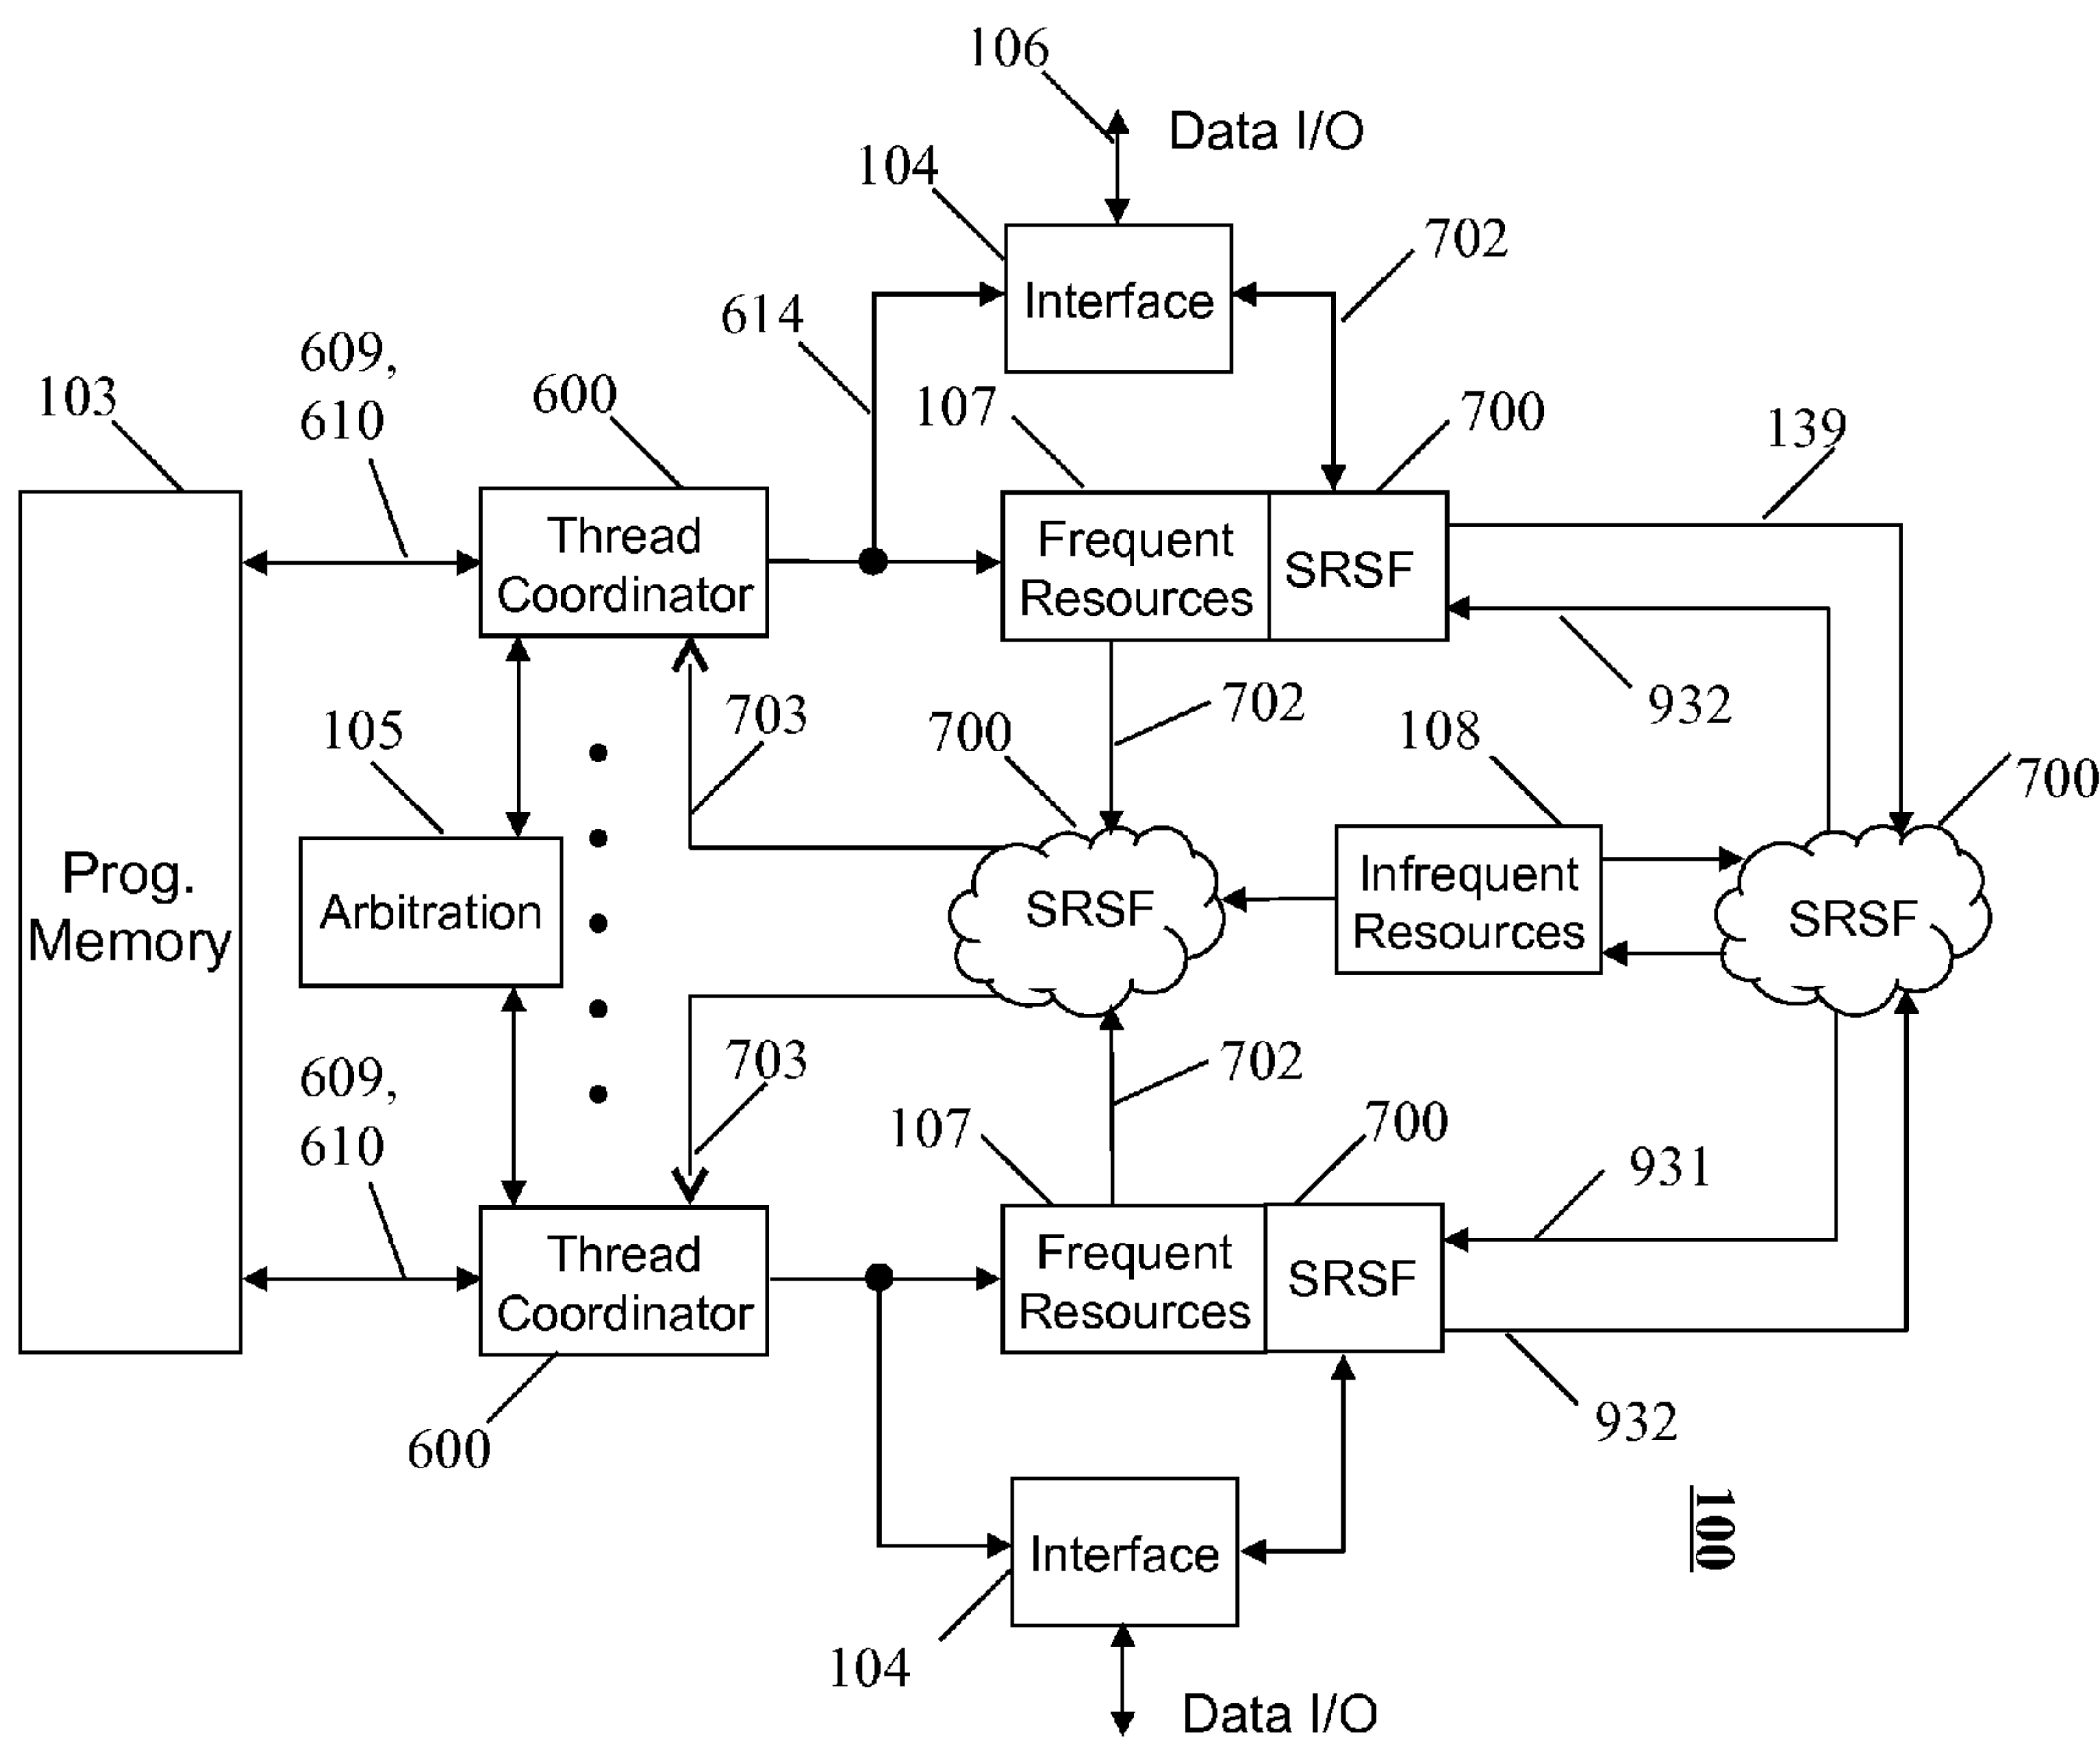 106
Data I/O
104
702
614
Interface
609,
610
103
600
107
700
139
Thread
Coordinator
Frequent
Resources
SRSF
932
703
702
105
700
108
700
Prog.
Memory
Arbitration
SRSF
Infrequent
Resources
SRSF
609,
610
703
702
107
700
931
Thread
Coordinator
Frequent
Resources
SRSF
932
600
100
Interface
104
Data I/O